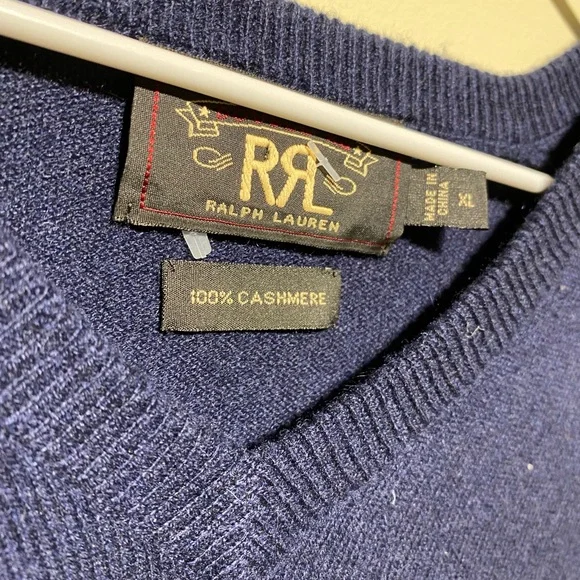 RRL
RALPH LAUREN
MADE IN
CHINA
XL
100% CASHMERE